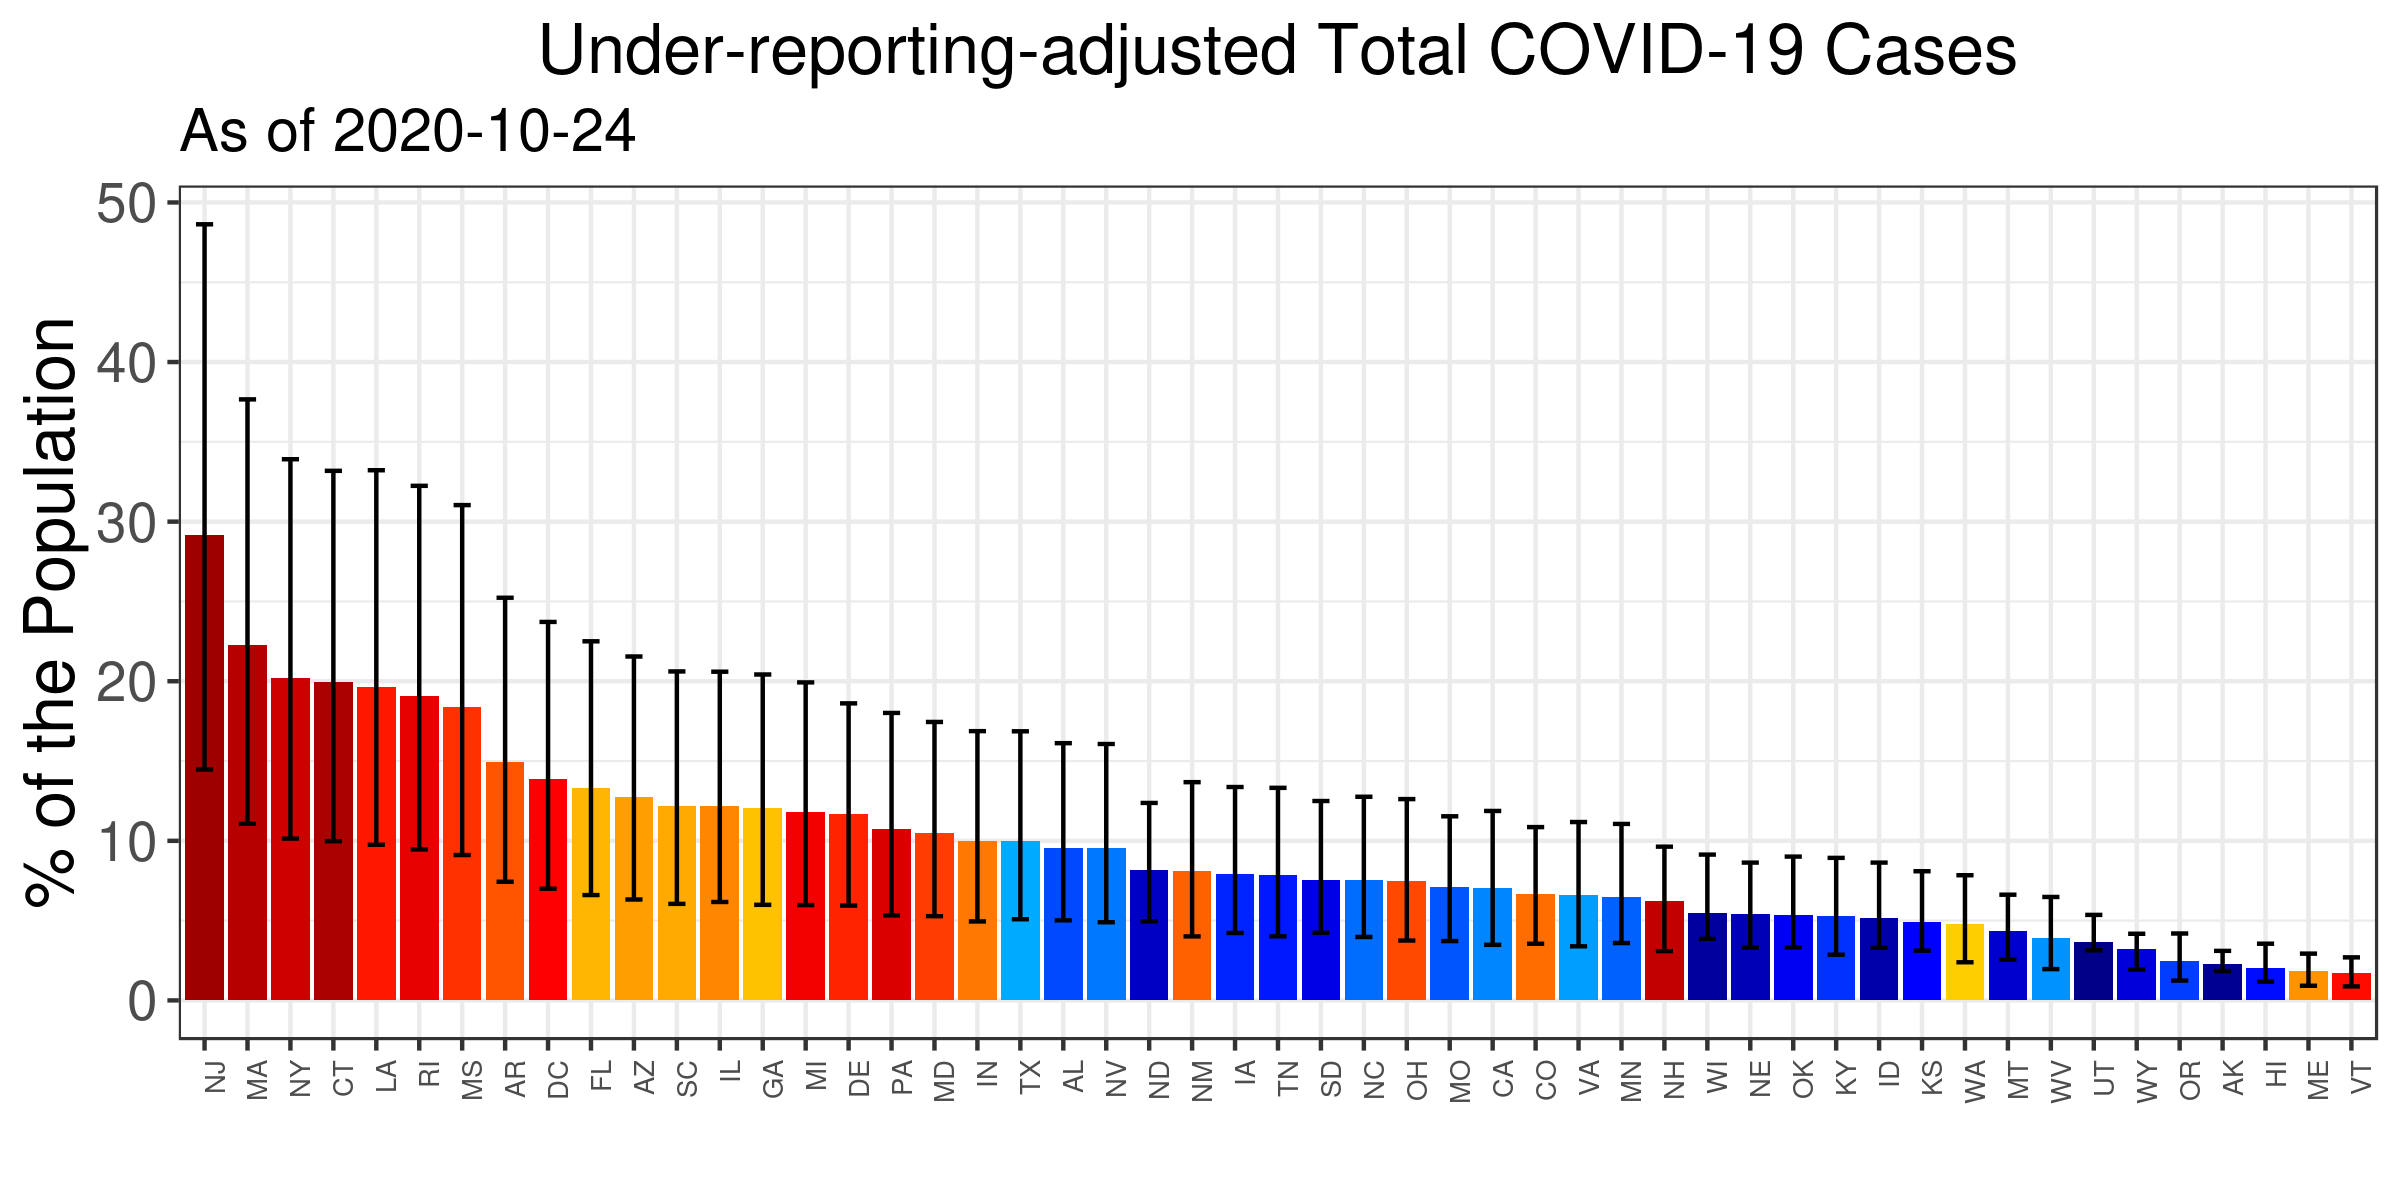 Under-reporting-adjusted Total COVID-19 Cases
As of 2020-10-24
% of the Population
50
40
30
20
10
0
NJ MA NY CT LA RI MS AR DC FL AZ SC IL GA MI DE PA MD IN TX AL NV ND NM IA TN SD NC OH MO CA CO VA MN NH WI NE OK KY ID KS WA MT WV UT WY OR AK HI ME VT